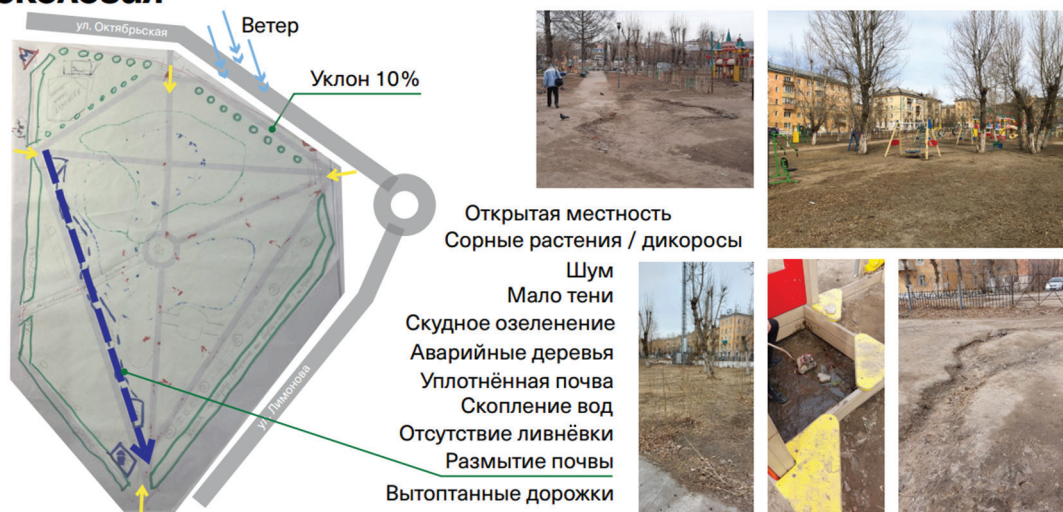 ул. Октябрьская
Ветер
Уклон 10%
Открытая местность
Сорные растения / дикоросы
Шум
Мало тени
Скудное озеленение
Аварийные деревья
Уплотнённая почва
Скопление вод
Отсутствие ливнёвки
Размытие почвы
Вытоптанные дорожки
ул. Лимонова